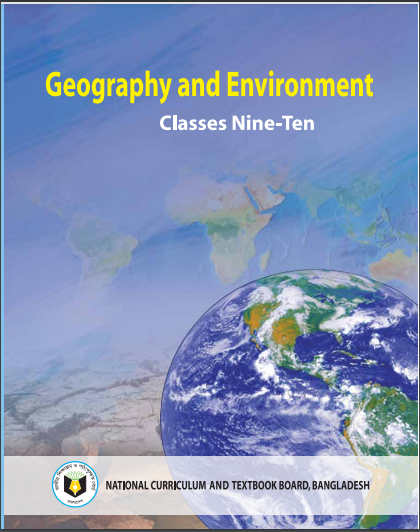 Geography and Environment
Classes Nine-Ten
NATIONAL CURRICULUM AND TEXTBOOK BOARD, BANGLADESH